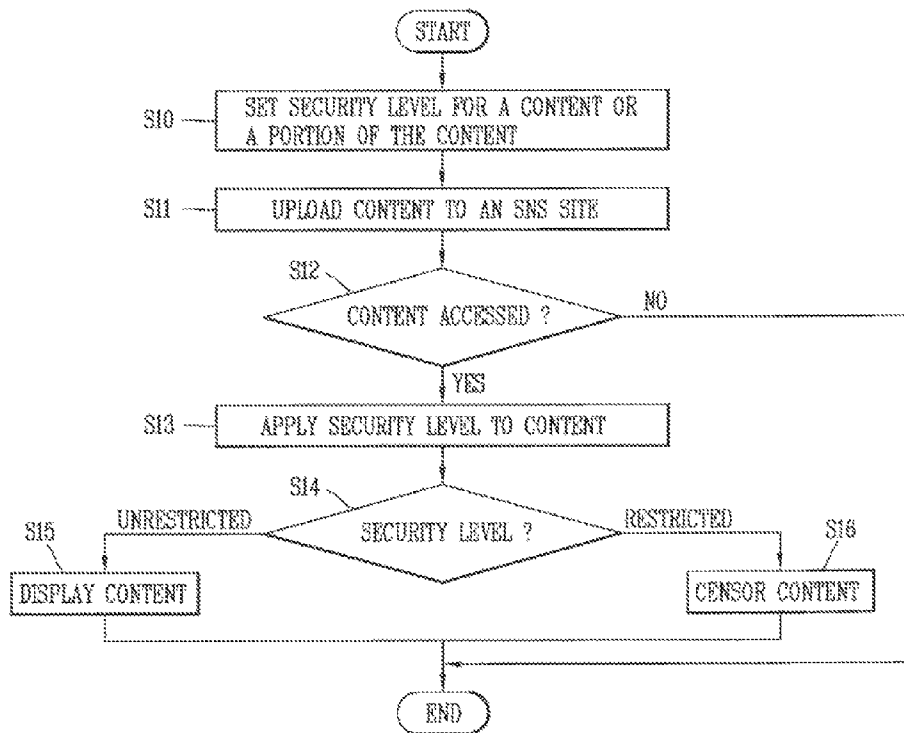 START
S10
SET SECURITY LEVEL FOR A CONTENT OR
A PORTION OF THE CONTENT
S11
UPLOAD CONTENT TO AN SNS SITE
S12
CONTENT ACCESSED ?
NO
YES
S13
APPLY SECURITY LEVEL TO CONTENT
S14
SECURITY LEVEL ?
UNRESTRICTED
RESTRICTED
S15
DISPLAY CONTENT
S16
CENSOR CONTENT
END